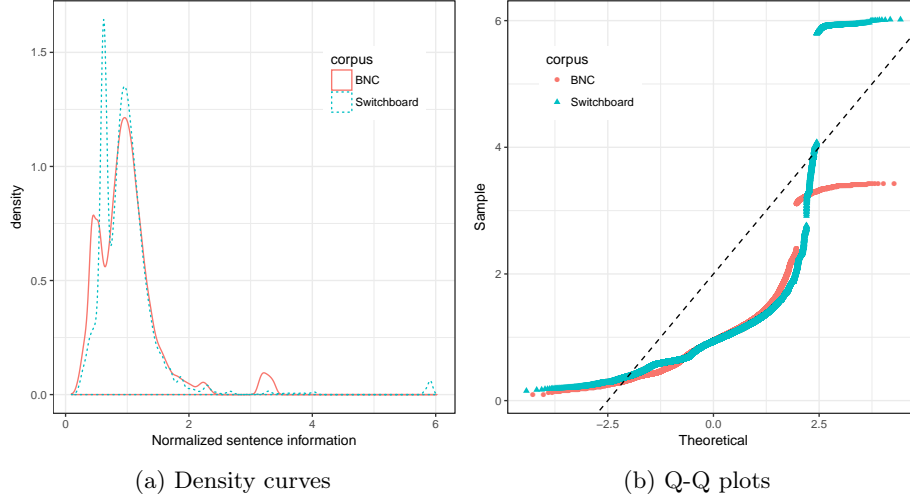 corpus
BNC
Switchboard
density
1.5
1.0
0.5
0.0
0 2 4 6
Normalized sentence information
(a) Density curves
corpus
BNC
Switchboard
Sample
6
4
2
0
−2.5 0.0 2.5
Theoretical
(b) Q-Q plots